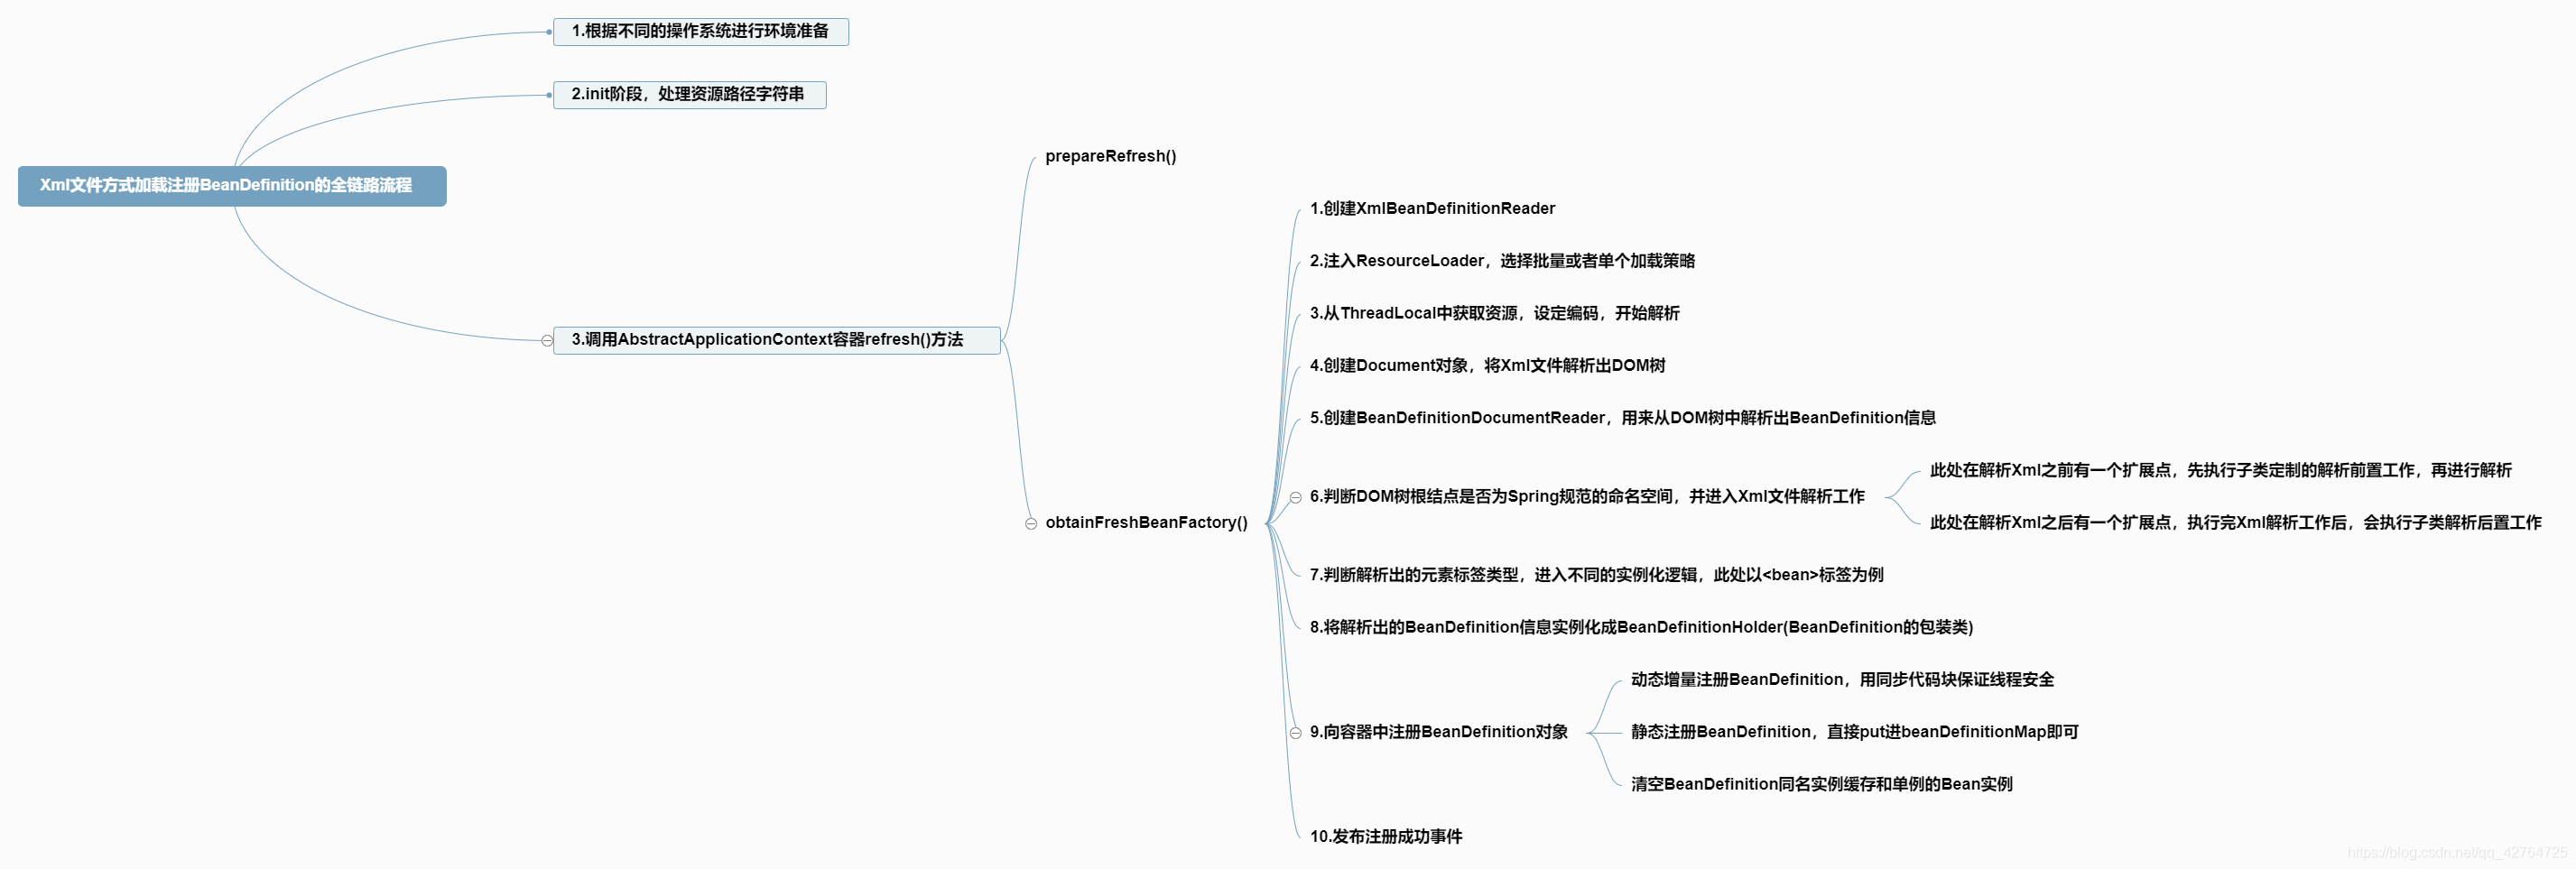 Xml文件方式加载注册BeanDefinition的全链路流程
1.根据不同的操作系统进行环境准备
2.init阶段，处理资源路径字符串
3.调用AbstractApplicationContext容器refresh()方法
prepareRefresh()
obtainFreshBeanFactory()
1.创建XmlBeanDefinitionReader
2.注入ResourceLoader，选择批量或者单个加载策略
3.从ThreadLocal中获取资源，设定编码，开始解析
4.创建Document对象，将Xml文件解析出DOM树
5.创建BeanDefinitionDocumentReader，用来从DOM树中解析出BeanDefinition信息
6.判断DOM树根结点是否为Spring规范的命名空间，并进入Xml文件解析工作
此处在解析Xml之前有一个扩展点，先执行子类定制的解析前置工作，再进行解析
此处在解析Xml之后有一个扩展点，执行完Xml解析工作后，会执行子类解析后置工作
7.判断解析出的元素标签类型，进入不同的实例化逻辑，此处以<bean>标签为例
8.将解析出的BeanDefinition信息实例化成BeanDefinitionHolder(BeanDefinition的包装类)
9.向容器中注册BeanDefinition对象
动态增量注册BeanDefinition，用同步代码块保证线程安全
静态注册BeanDefinition，直接put进beanDefinitionMap即可
清空BeanDefinition同名实例缓存和单例的Bean实例
10.发布注册成功事件
https://blog.csdn.net/qq_42764725